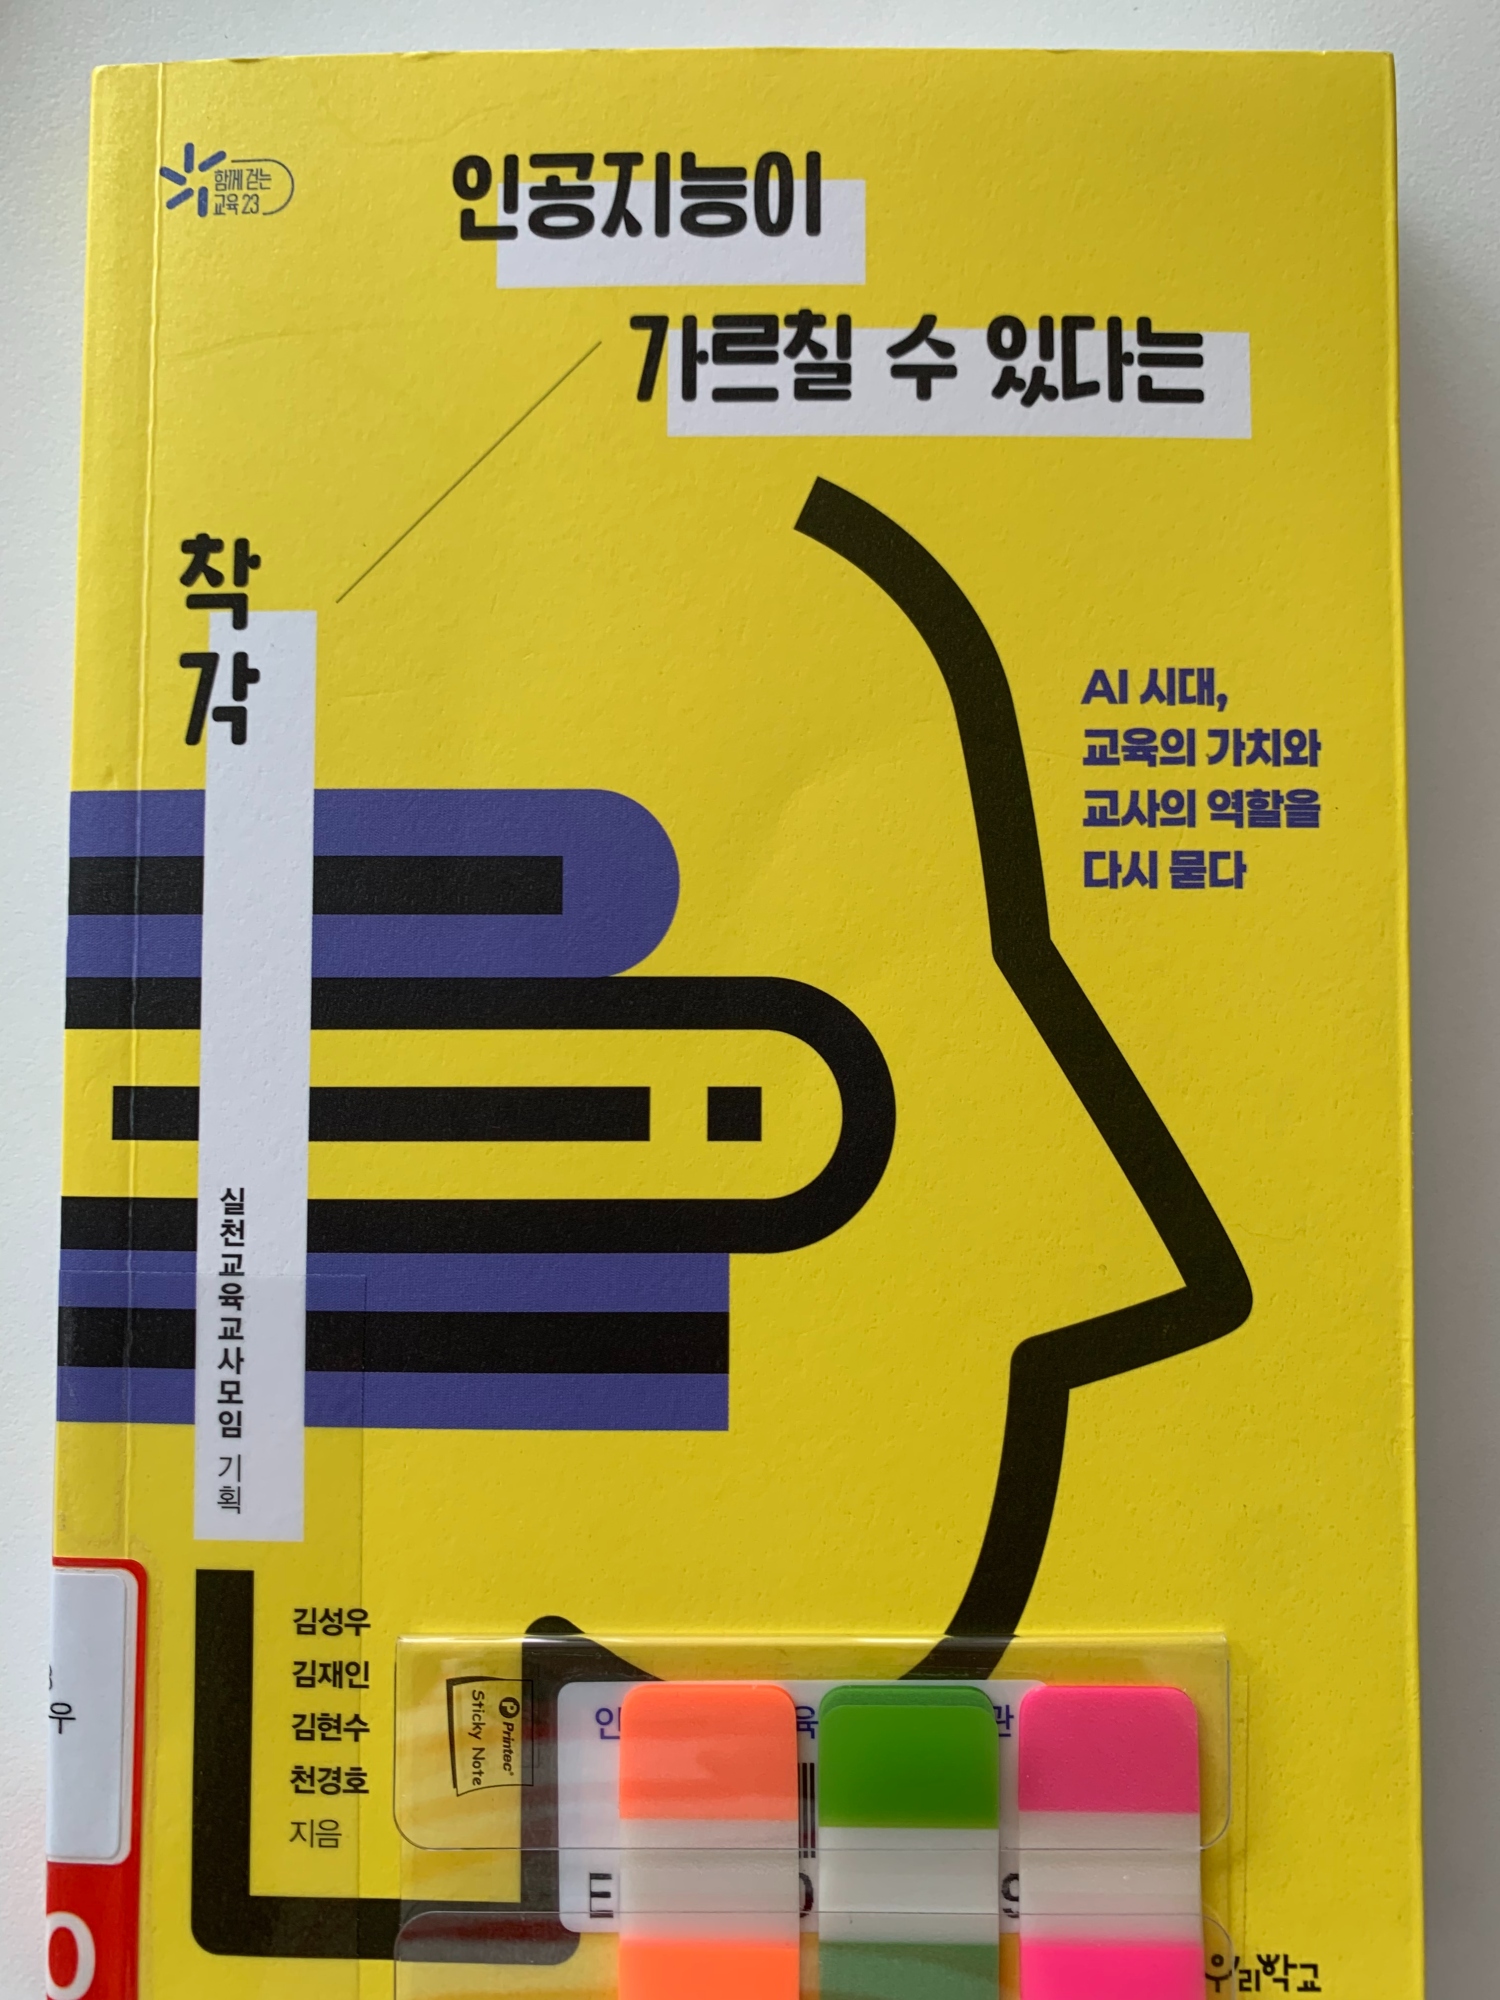 함께 걷는
교육 23
인공지능이
가르칠 수 있다는
착각
AI 시대,
교육의 가치와
교사의 역할을
다시 묻다
실천교육교사모임 기획
김성우
김재인
김현수
천경호
지음
우
Printec
Sticky Note
우리학교